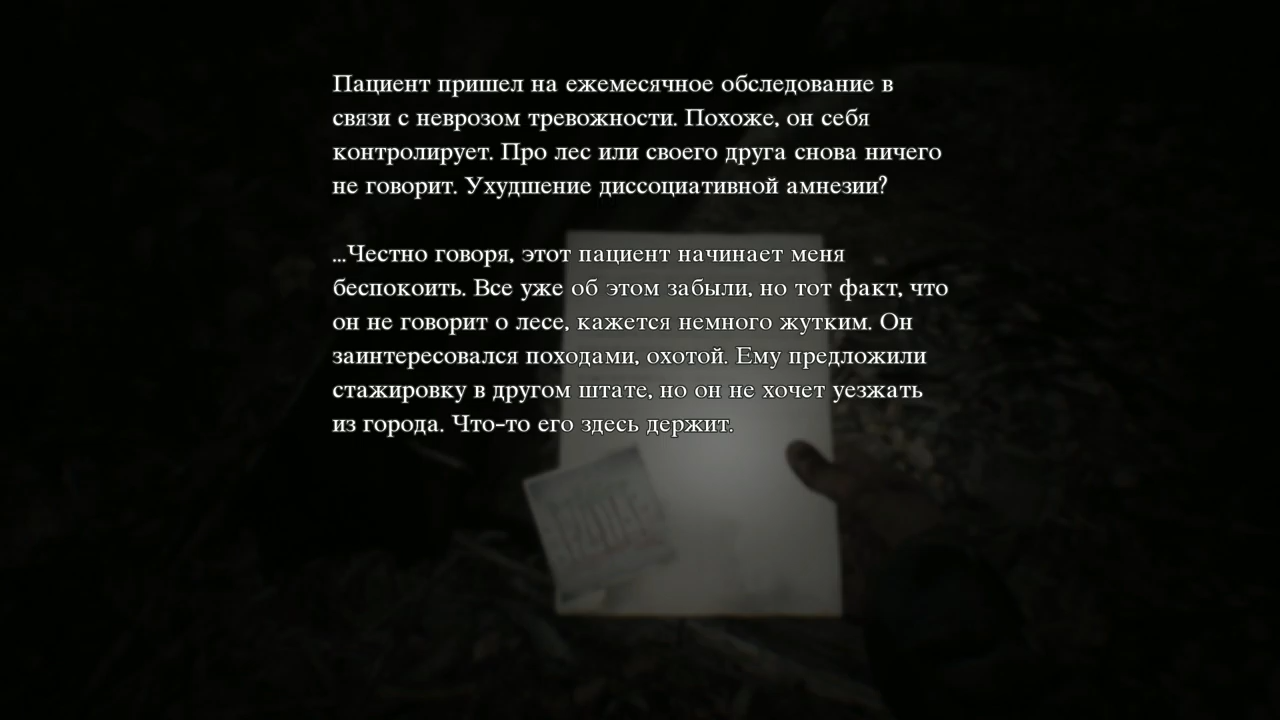 Пациент пришел на ежемесячное обследование в
связи с неврозом тревожности. Похоже, он себя
контролирует. Про лес или своего друга снова ничего
не говорит. Ухудшение диссоциативной амнезии?
...Честно говоря, этот пациент начинает меня
беспокоить. Все уже об этом забыли, но тот факт, что
он не говорит о лесе, кажется немного жутким. Он
заинтересовался походами, охотой. Ему предложили
стажировку в другом штате, но он не хочет уезжать
из города. Что-то его здесь держит.